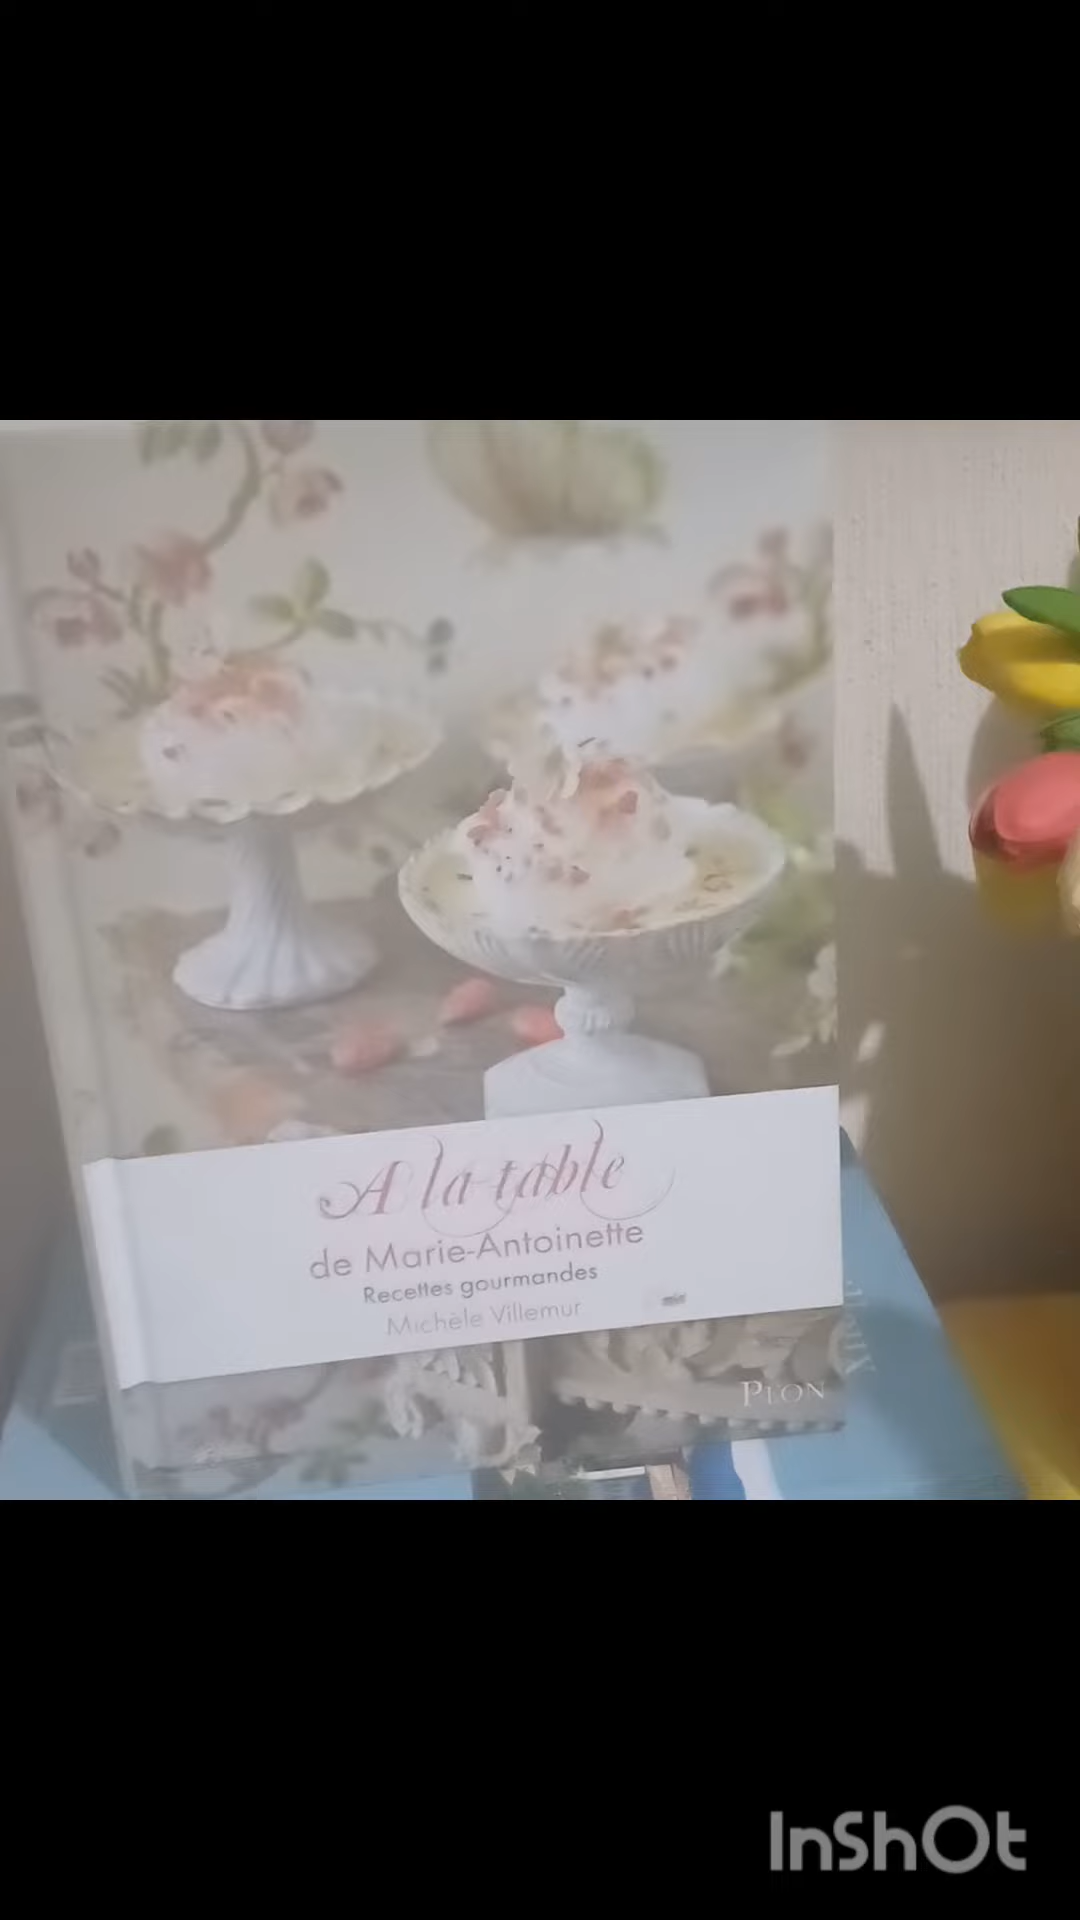 A la table
de Marie-Antoinette
Recettes gourmandes
Michèle Villemur
PLON
InShOt